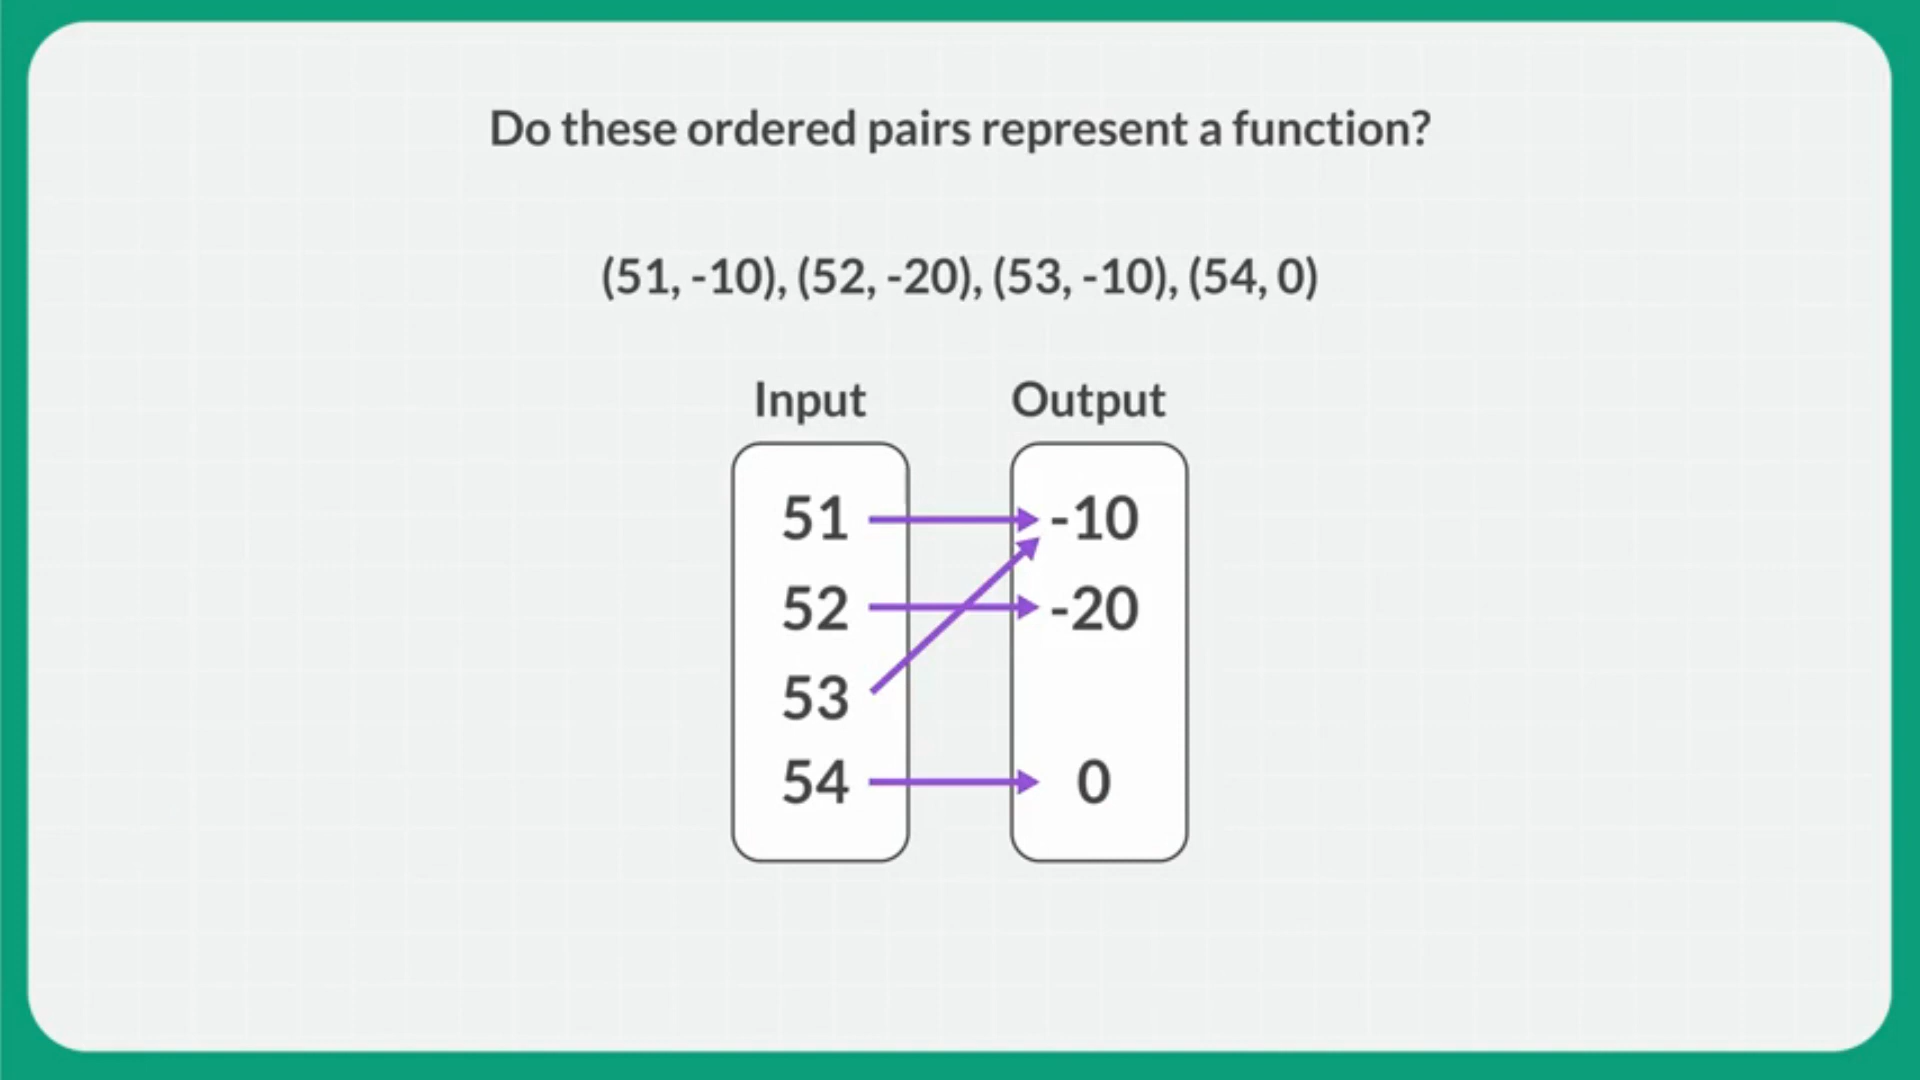 Do these ordered pairs represent a function?
(51, -10), (52, -20), (53, -10), (54, 0)
Input Output
51 -10
52 -20
53
54 0